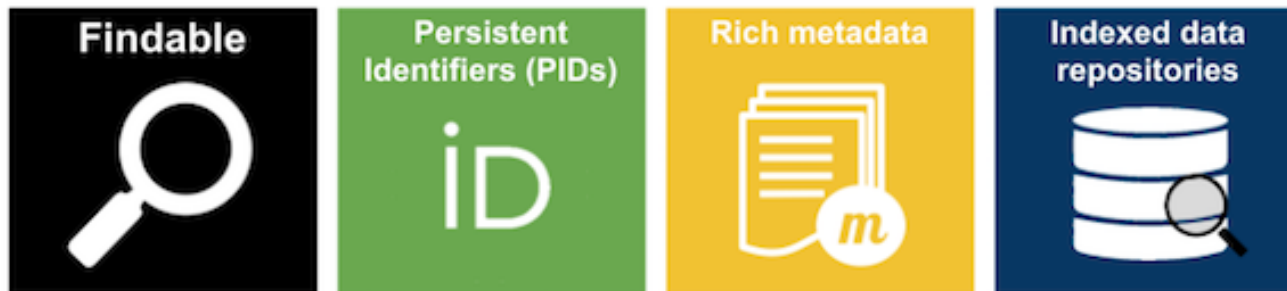 Findable
Persistent
Identifiers (PIDs)
iD
Rich metadata
m
Indexed data
repositories